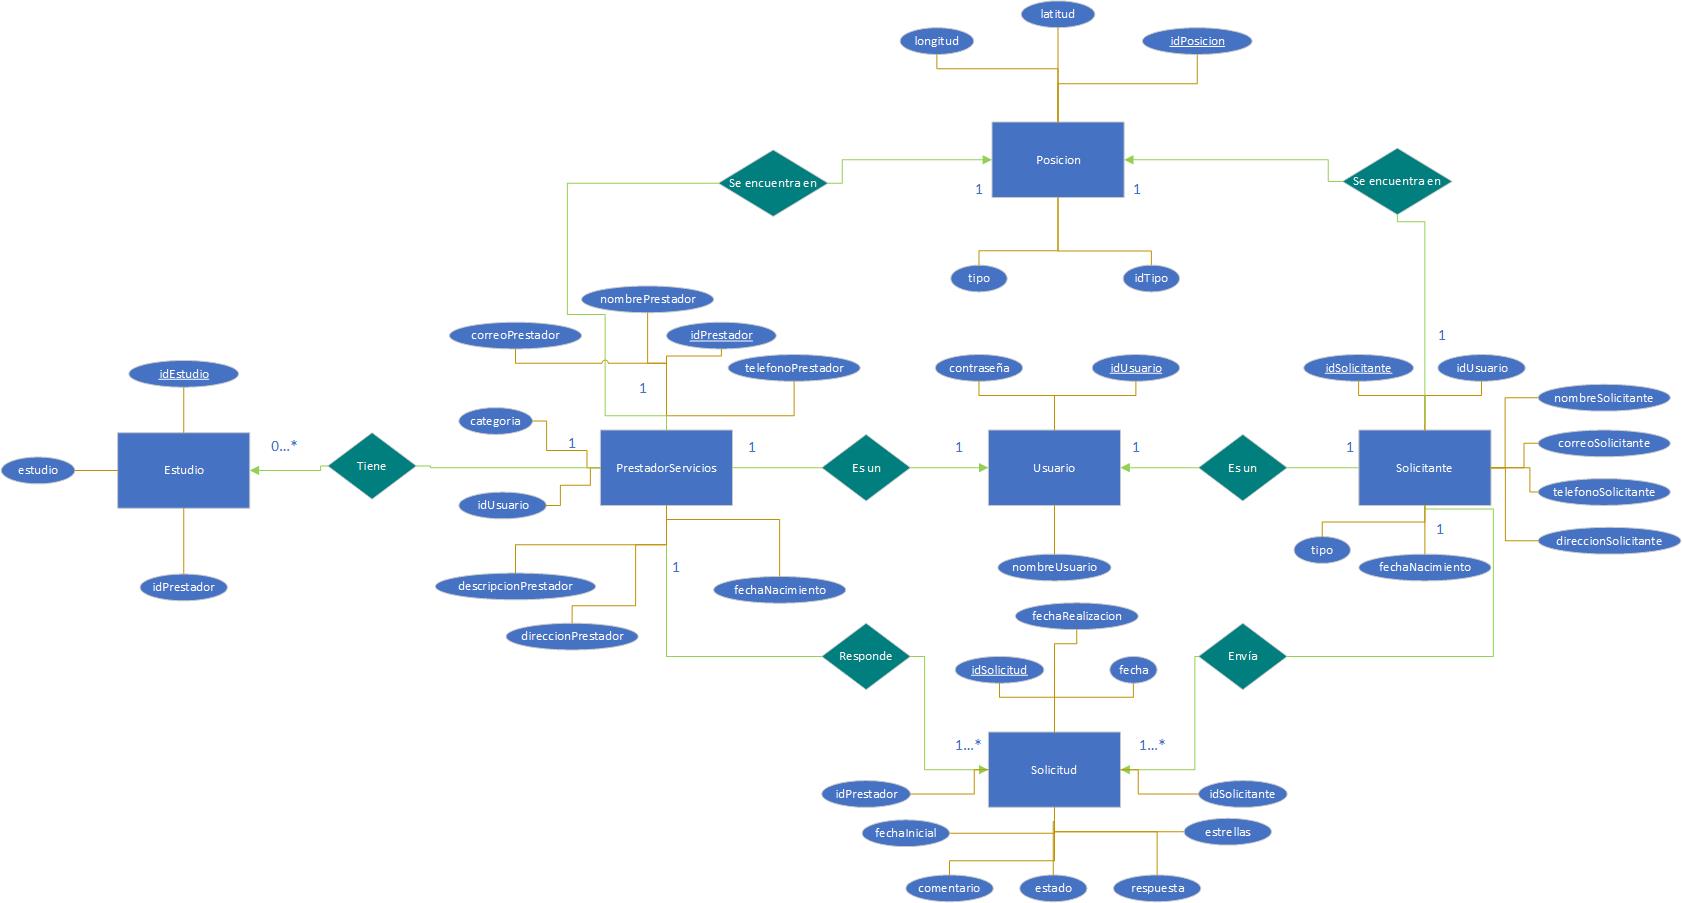 latitud
longitud
idPosicion
Posicion
Se encuentra en
Se encuentra en
1
1
tipo
idTipo
nombrePrestador
correoPrestador
idPrestador
1
telefonoPrestador
contraseña
idUsuario
idSolicitante
idUsuario
idEstudio
1
nombreSolicitante
categoria
0...*
1
1
1
1
1
correoSolicitante
estudio
Estudio
Tiene
PrestadorServicios
Es un
Usuario
Es un
Solicitante
telefonoSolicitante
idUsuario
1
direccionSolicitante
tipo
idPrestador
descripcionPrestador
1
fechaNacimiento
nombreUsuario
fechaNacimiento
direccionPrestador
fechaRealizacion
Responde
idSolicitud
fecha
Envía
1...*
1...*
Solicitud
idPrestador
idSolicitante
fechaInicial
estrellas
comentario
estado
respuesta